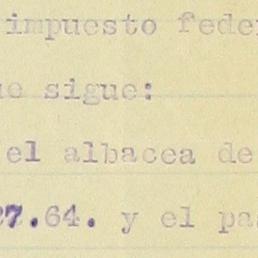 impuesto feder
ue sigue:
el albacea de
27.64. y el pa